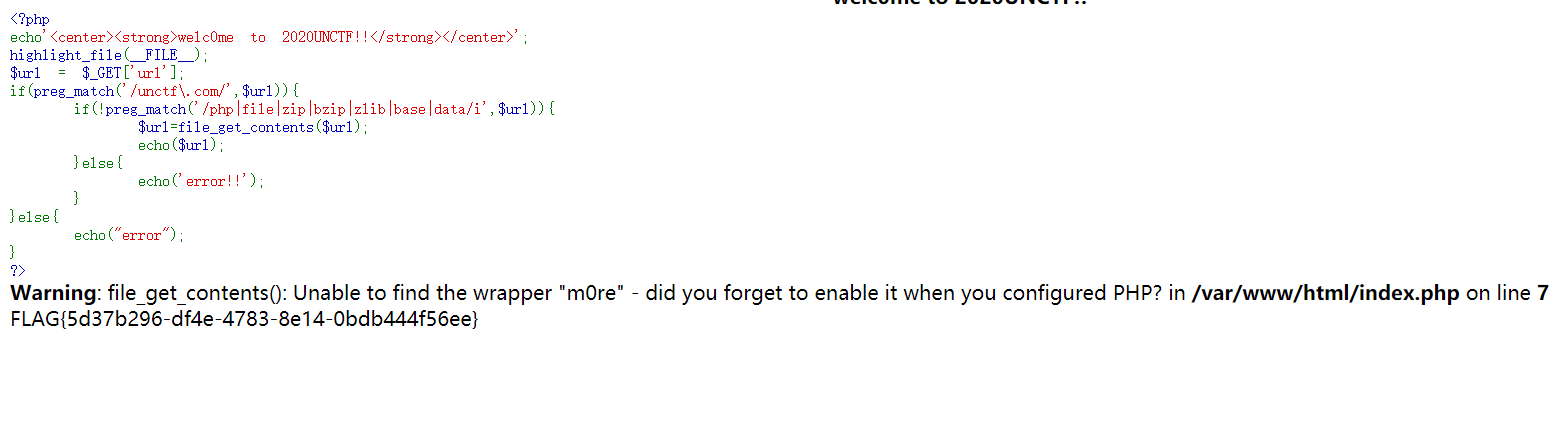 welcome to 2020UNCTF!!
<?php
echo'<center><strong>welc0me  to  2020UNCTF!!</strong></center>';
highlight_file(__FILE__);
$url  =  $_GET['url'];
if(preg_match('/unctf\.com/',$url)){
if(!preg_match('/php|file|zip|bzip|zlib|base|data/i',$url)){
$url=file_get_contents($url);
echo($url);
}else{
echo('error!!');
}
}else{
echo("error");
}
?>
Warning: file_get_contents(): Unable to find the wrapper "m0re" - did you forget to enable it when you configured PHP? in /var/www/html/index.php on line 7
FLAG{5d37b296-df4e-4783-8e14-0bdb444f56ee}